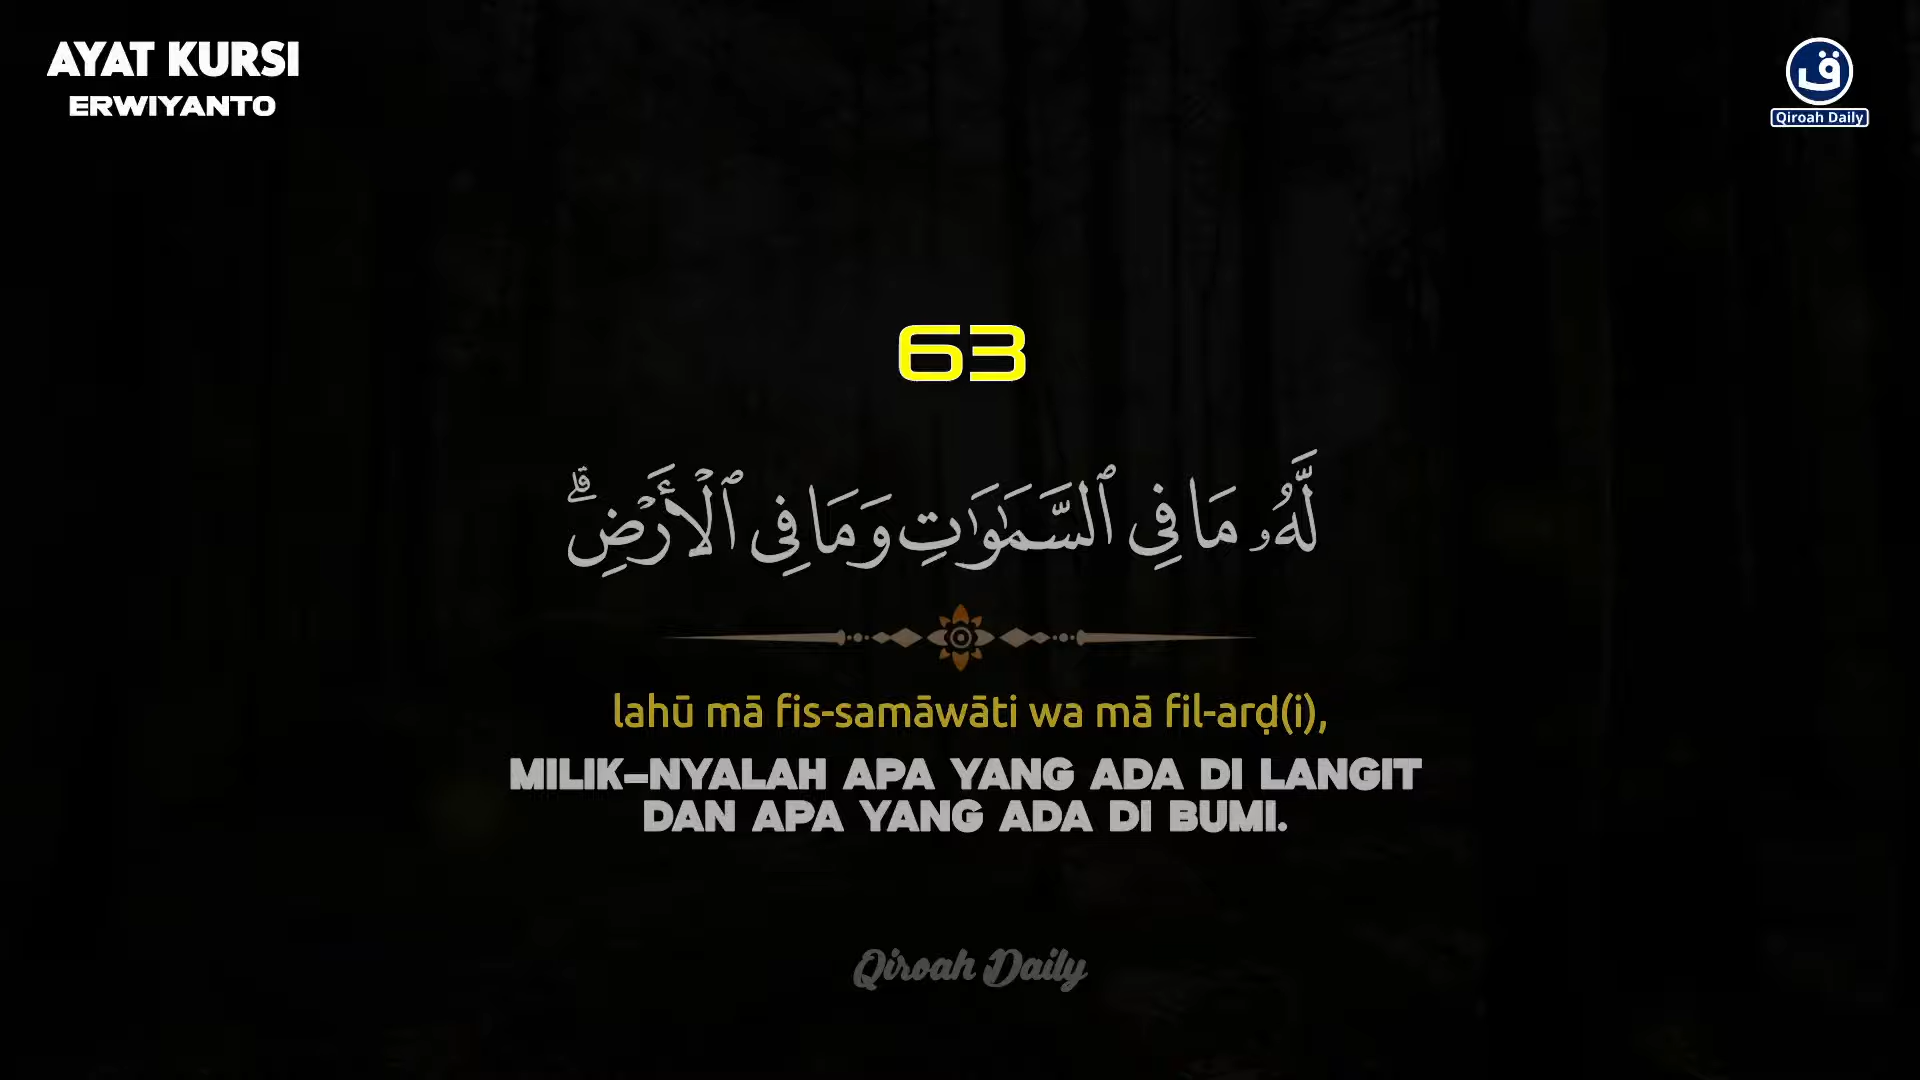 AYAT KURSI
ERWIYANTO
ق
Qiroah Daily
63
لَّهُۥ مَا فِى ٱلسَّمَـٰوَٰتِ وَمَا فِى ٱلْأَرْضِ ۗ
lahū mā fis-samāwāti wa mā fil-arḍ(i),
MILIK-NYALAH APA YANG ADA DI LANGIT
DAN APA YANG ADA DI BUMI.
Qiroah Daily